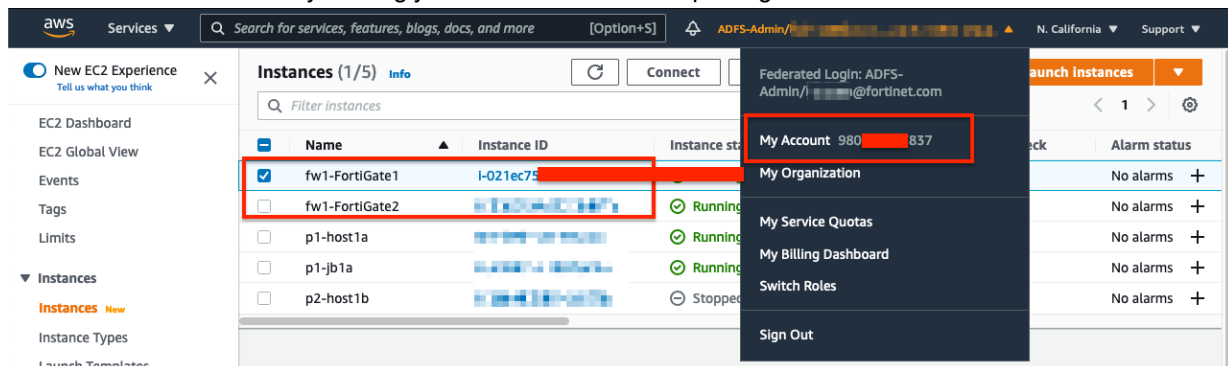 aws Services ▼ Search for services, features, blogs, docs, and more [Option+S] ADFS-Admin/ N. California ▼ Support ▼
New EC2 Experience
Tell us what you think
EC2 Dashboard
EC2 Global View
Events
Tags
Limits
Instances
Instances New
Instance Types
Launch Templates
Instances (1/5) Info Connect aunch instances
Filter instances 1
Name Instance ID Instance sta eck Alarm status
fw1-FortiGate1 i-021ec75 No alarms +
fw1-FortiGate2 Running No alarms +
p1-host1a Running No alarms +
p1-jb1a Running No alarms +
p2-host1b Stopped No alarms +
Federated Login: ADFS-
Admin/ @fortinet.com
My Account 980 837
My Organization
My Service Quotas
My Billing Dashboard
Switch Roles
Sign Out